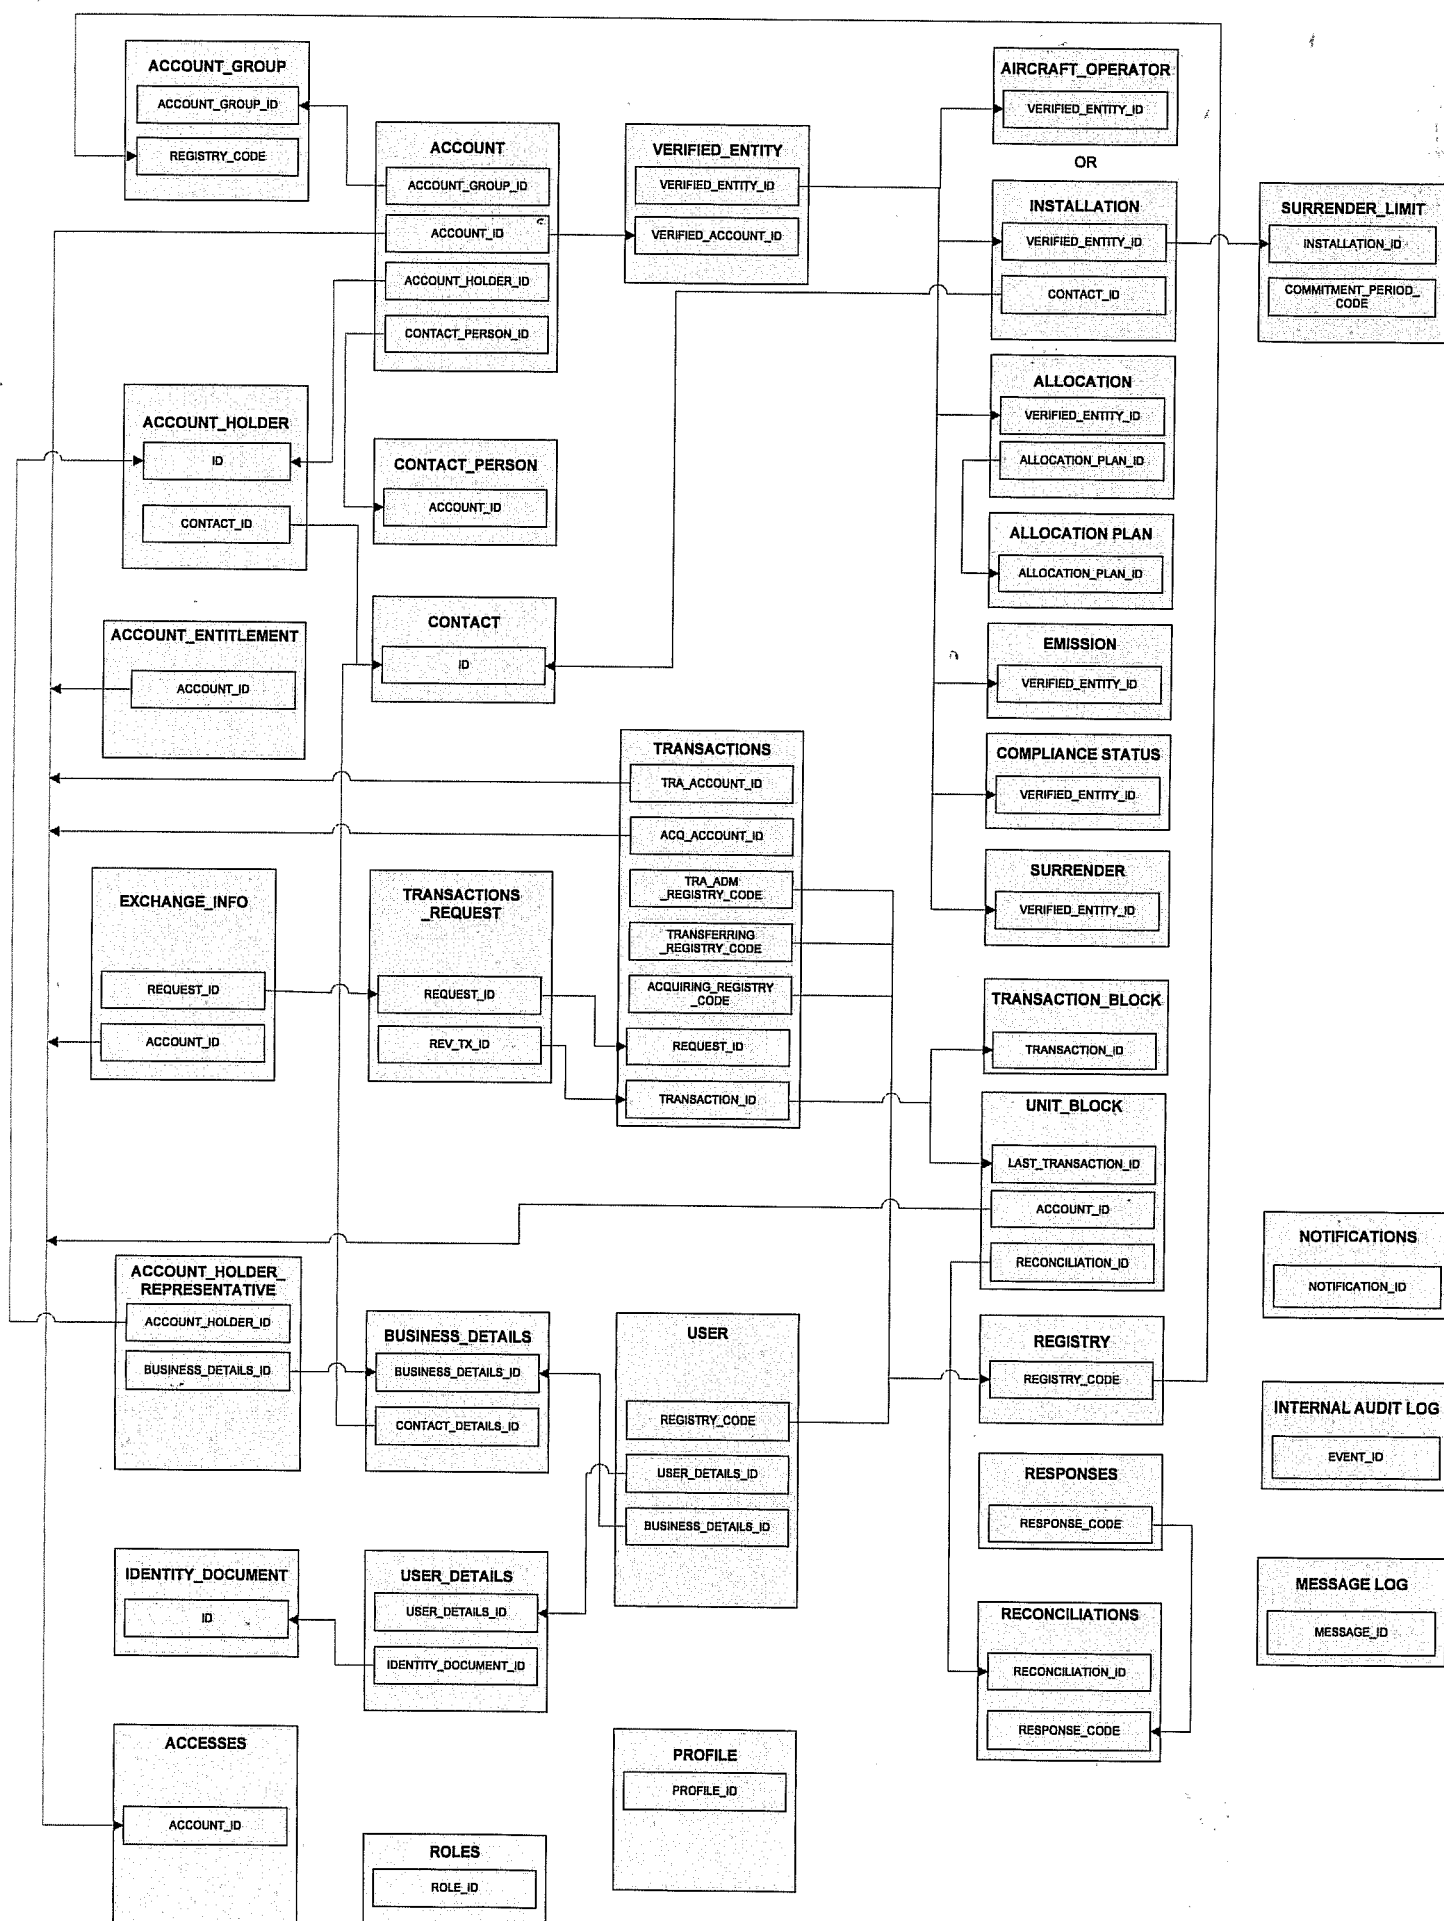 ACCOUNT_GROUP
ACCOUNT_GROUP_ID
REGISTRY_CODE
ACCOUNT
ACCOUNT_GROUP_ID
ACCOUNT_ID
ACCOUNT_HOLDER_ID
CONTACT_PERSON_ID
VERIFIED_ENTITY
VERIFIED_ENTITY_ID
VERIFIED_ACCOUNT_ID
AIRCRAFT_OPERATOR
VERIFIED_ENTITY_ID
OR
INSTALLATION
VERIFIED_ENTITY_ID
CONTACT_ID
SURRENDER_LIMIT
INSTALLATION_ID
COMMITMENT_PERIOD_
CODE
ALLOCATION
VERIFIED_ENTITY_ID
ALLOCATION_PLAN_ID
ACCOUNT_HOLDER
ID
CONTACT_ID
CONTACT_PERSON
ACCOUNT_ID
ALLOCATION PLAN
ALLOCATION_PLAN_ID
ACCOUNT_ENTITLEMENT
ACCOUNT_ID
CONTACT
ID
EMISSION
VERIFIED_ENTITY_ID
COMPLIANCE STATUS
VERIFIED_ENTITY_ID
SURRENDER
VERIFIED_ENTITY_ID
TRANSACTIONS
TRA_ACCOUNT_ID
ACQ_ACCOUNT_ID
TRA_ADM
_REGISTRY_CODE
TRANSFERRING
_REGISTRY_CODE
ACQUIRING_REGISTRY
_CODE
REQUEST_ID
TRANSACTION_ID
EXCHANGE_INFO
REQUEST_ID
ACCOUNT_ID
TRANSACTIONS
_REQUEST
REQUEST_ID
REV_TX_ID
TRANSACTION_BLOCK
TRANSACTION_ID
UNIT_BLOCK
LAST_TRANSACTION_ID
ACCOUNT_ID
RECONCILIATION_ID
NOTIFICATIONS
NOTIFICATION_ID
ACCOUNT_HOLDER_
REPRESENTATIVE
ACCOUNT_HOLDER_ID
BUSINESS_DETAILS_ID
BUSINESS_DETAILS
BUSINESS_DETAILS_ID
CONTACT_DETAILS_ID
USER
REGISTRY_CODE
USER_DETAILS_ID
BUSINESS_DETAILS_ID
REGISTRY
REGISTRY_CODE
INTERNAL AUDIT LOG
EVENT_ID
RESPONSES
RESPONSE_CODE
IDENTITY_DOCUMENT
ID
USER_DETAILS
USER_DETAILS_ID
IDENTITY_DOCUMENT_ID
RECONCILIATIONS
RECONCILIATION_ID
RESPONSE_CODE
MESSAGE LOG
MESSAGE_ID
ACCESSES
ACCOUNT_ID
PROFILE
PROFILE_ID
ROLES
ROLE_ID